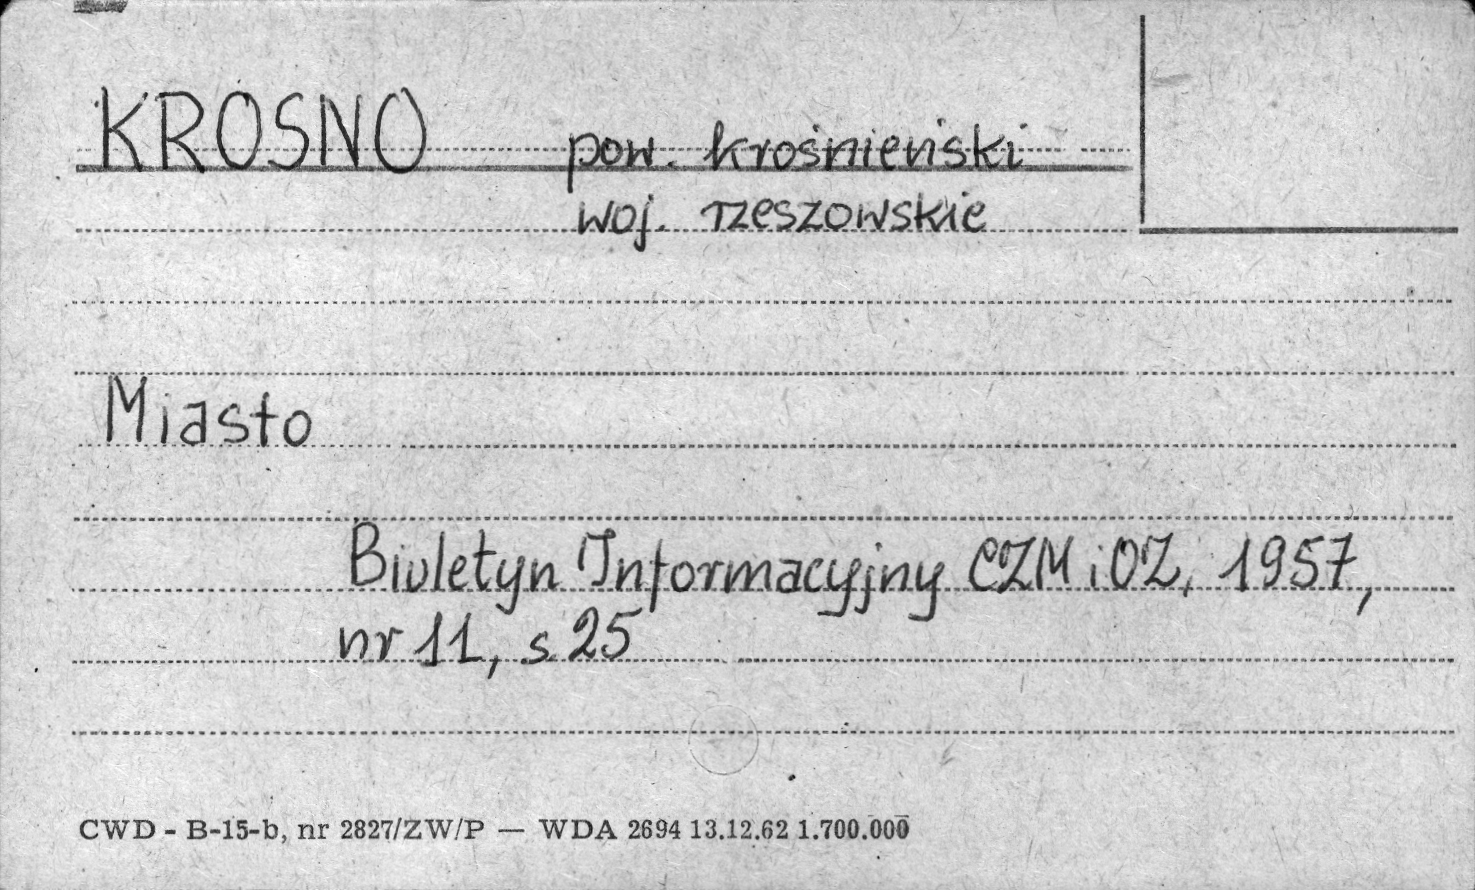 KROSNO pow. krośnieński
woj. rzeszowskie
Miasto
Biuletyn Informacyjny CZM i OZ, 1957,
nr 11, s. 25
CWD - B-15-b, nr 2827/ZW/P — WDA 2694 13.12.62 1.700.000